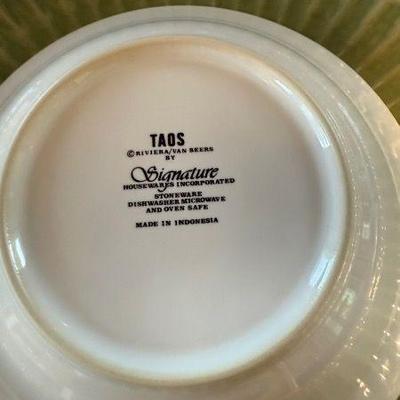 TAOS
©RIVIERA/VAN BEERS
BY
Signature
HOUSEWARES INCORPORATED
STONEWARE
DISHWASHER MICROWAVE
AND OVEN SAFE
MADE IN INDONESIA